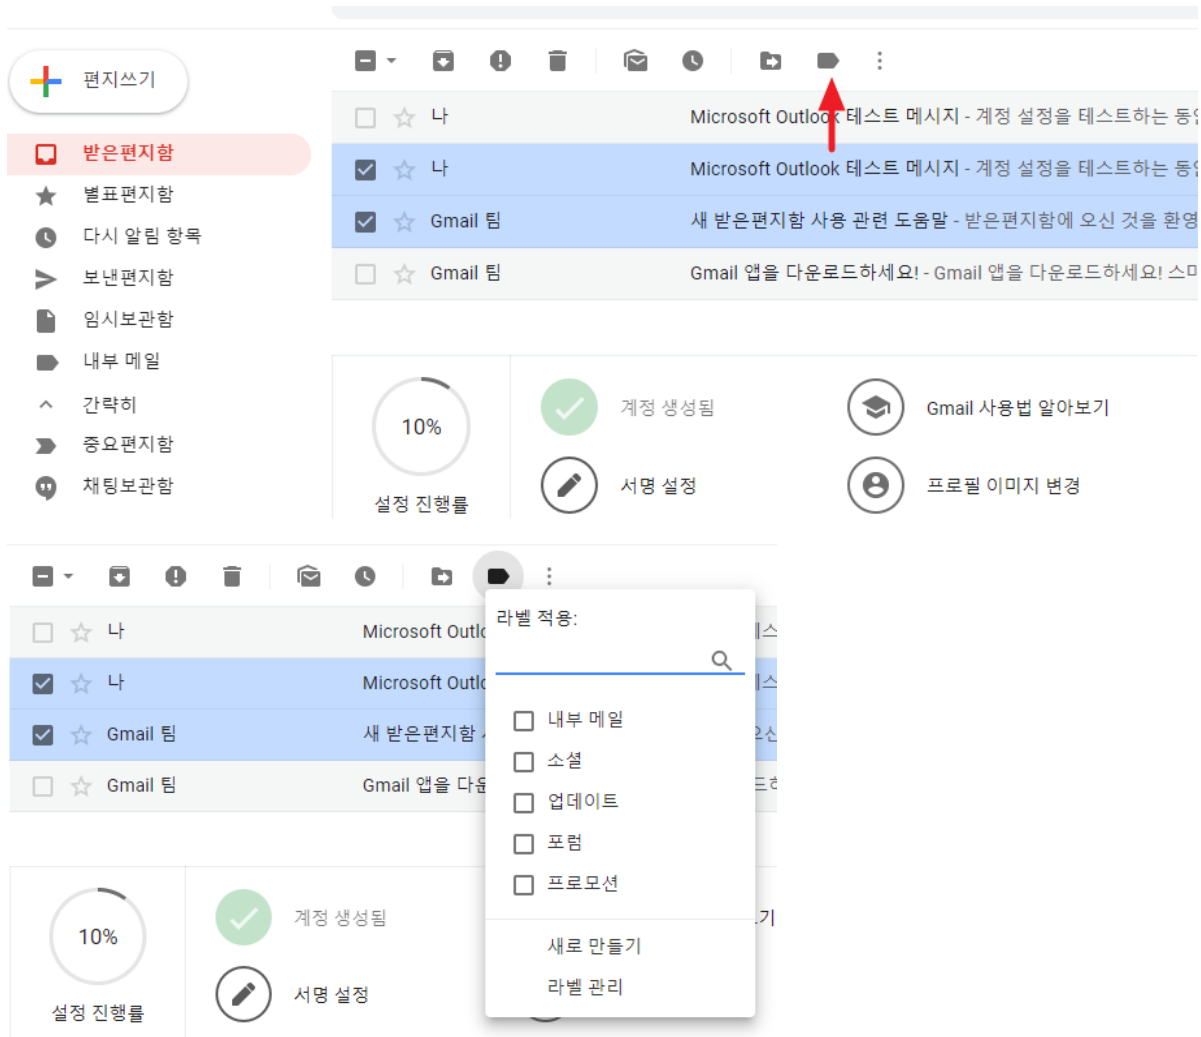 편지쓰기
받은편지함
별표편지함
다시 알림 항목
보낸편지함
임시보관함
내부 메일
간략히
중요편지함
채팅보관함
나 Microsoft Outlook 테스트 메시지 - 계정 설정을 테스트하는
나 Microsoft Outlook 테스트 메시지 - 계정 설정을 테스트하는
Gmail 팀 새 받은편지함 사용 관련 도움말 - 받은편지함에 오신 것을 환영
Gmail 팀 Gmail 앱을 다운로드하세요! - Gmail 앱을 다운로드하세요!
10%
설정 진행률
계정 생성됨
Gmail 사용법 알아보기
서명 설정
프로필 이미지 변경
나 Microsoft
나 Microsoft
Gmail 팀 새 받은편지함
Gmail 팀 Gmail 앱을
라벨 적용:
내부 메일
소셜
업데이트
포럼
프로모션
새로 만들기
라벨 관리
10%
설정 진행률
계정 생성됨
서명 설정